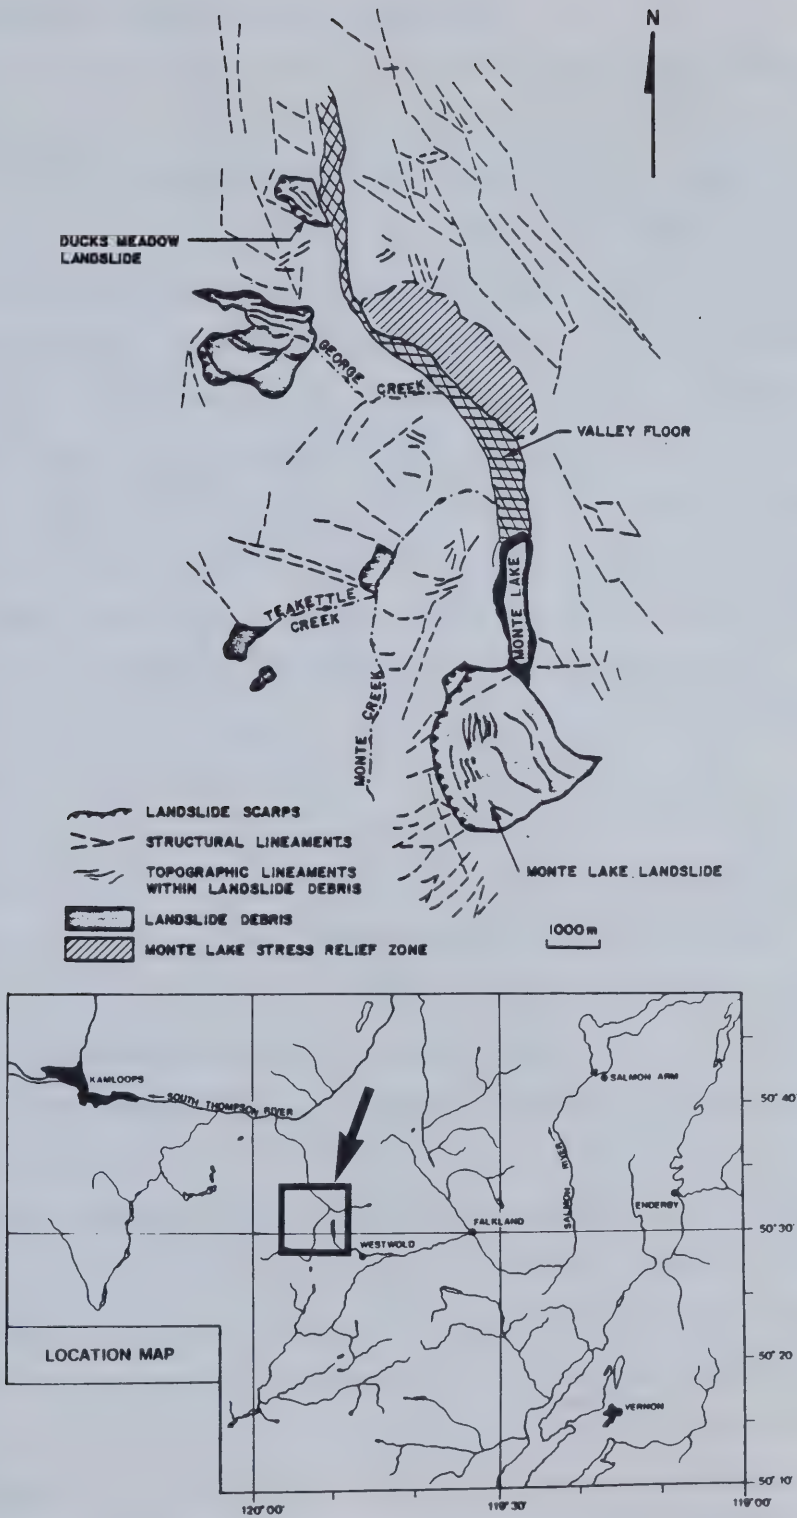 N
DUCKS MEADOW
LANDSLIDE
GEORGE
CREEK
VALLEY FLOOR
MONTE LAKE
TEAKETTLE
CREEK
MONTE CREEK
LANDSLIDE SCARPS
STRUCTURAL LINEAMENTS
TOPOGRAPHIC LINEAMENTS
WITHIN LANDSLIDE DEBRIS
MONTE LAKE LANDSLIDE
LANDSLIDE DEBRIS
1000 m
MONTE LAKE STRESS RELIEF ZONE
KAMLOOPS
SOUTH THOMPSON RIVER
SALMON ARM
50° 40'
SALMON RIVER
ENDERBY
FALKLAND
50° 30'
WESTWOLD
LOCATION MAP
50° 20'
VERNON
50° 10'
120° 00'
119° 30'
119° 00'